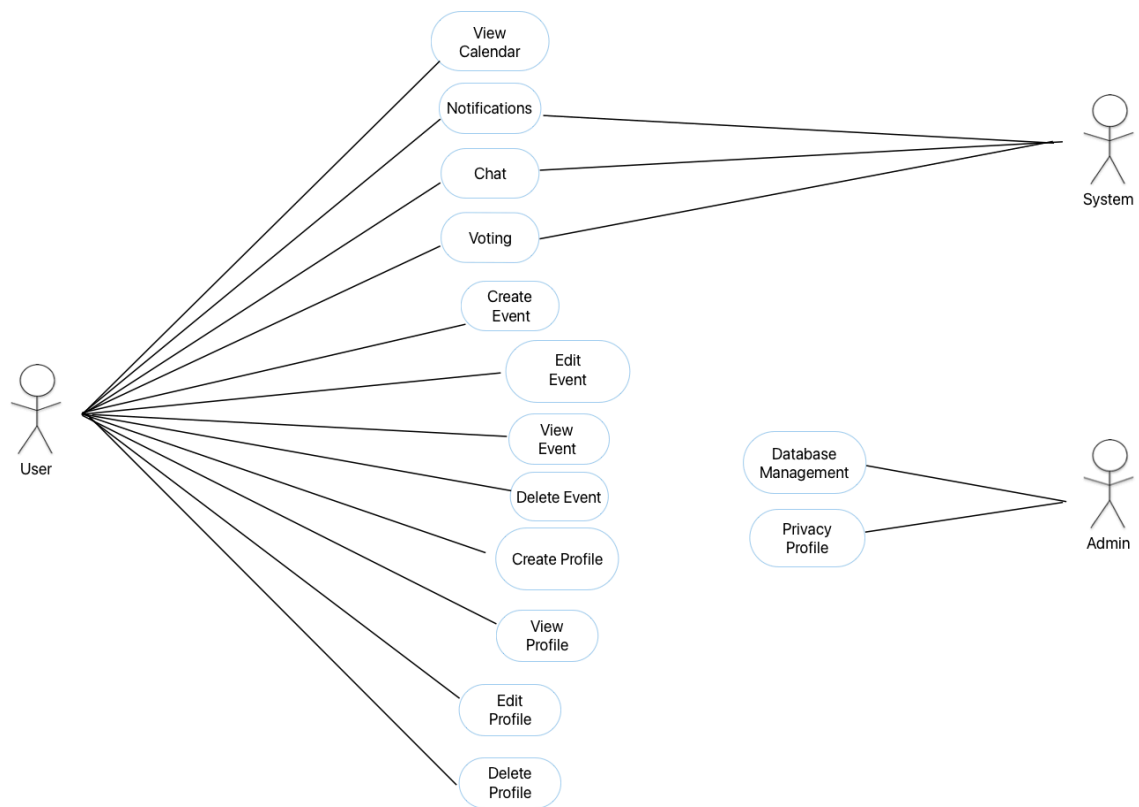 View
Calendar
Notifications
Chat
System
Voting
Create
Event
Edit
Event
View
Event
User
Database
Management
Delete Event
Privacy
Profile
Admin
Create Profile
View
Profile
Edit
Profile
Delete
Profile